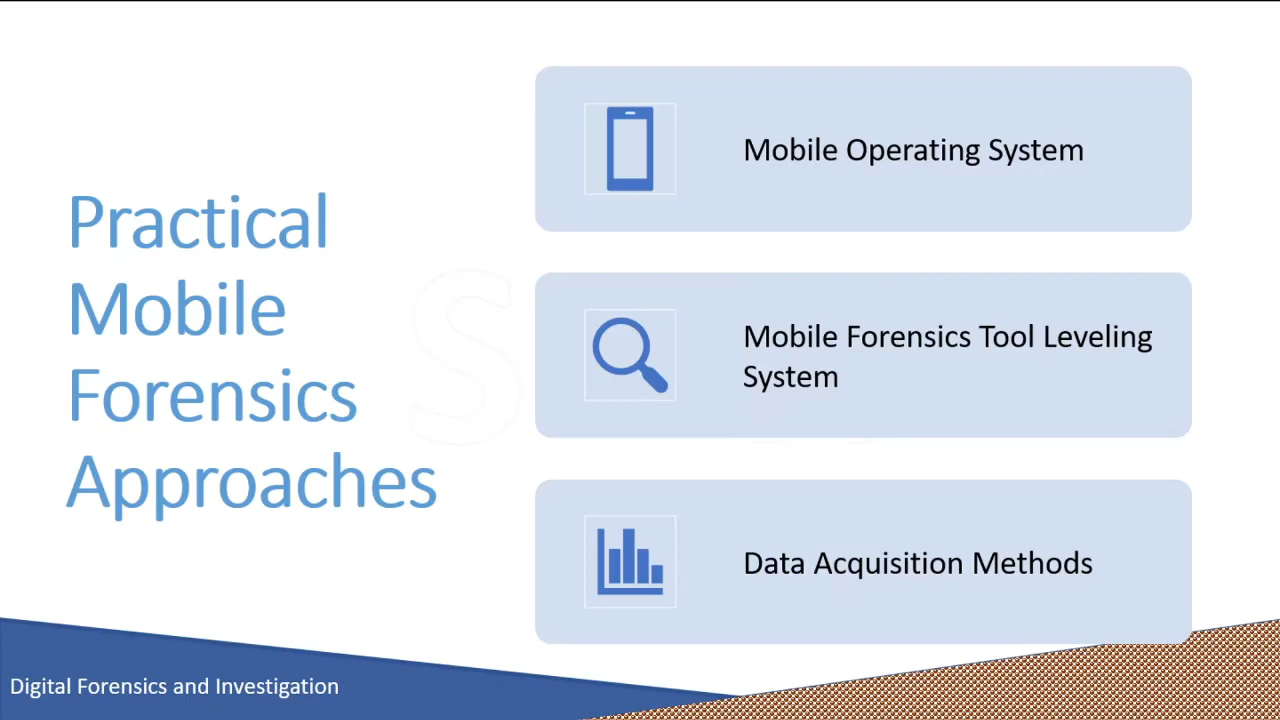 Practical
Mobile
Forensics
Approaches
Mobile Operating System
Mobile Forensics Tool Leveling
System
Data Acquisition Methods
Digital Forensics and Investigation